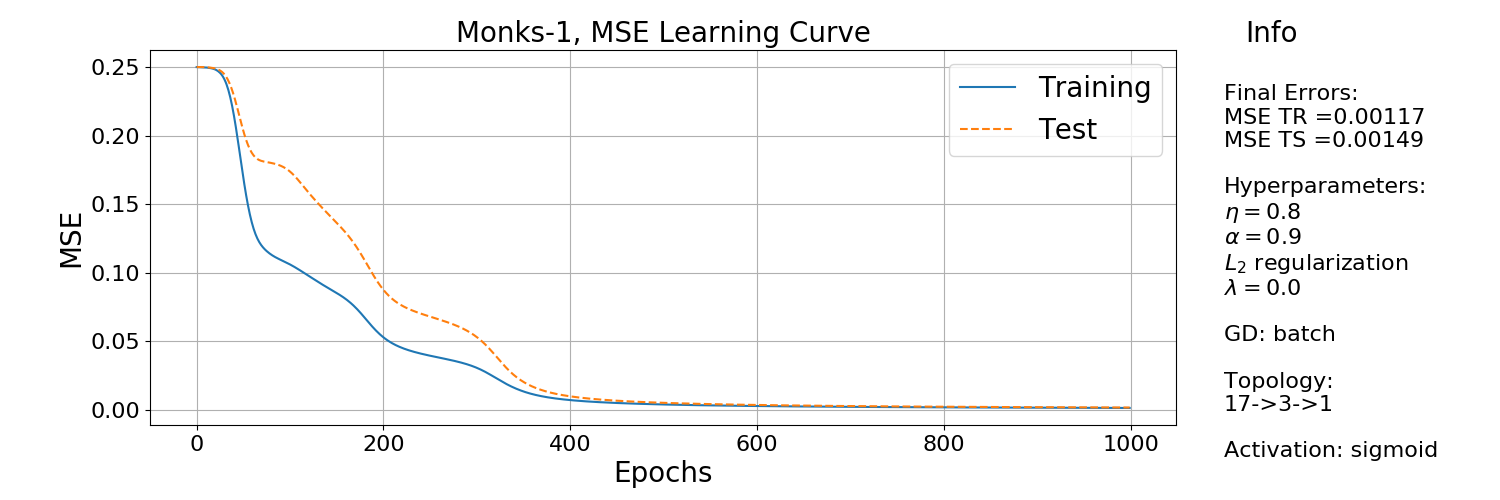 Monks-1, MSE Learning Curve
Info
0.25
0.20
0.15
0.10
0.05
0.00
MSE
0 200 400 600 800 1000
Epochs
Training
Test
Final Errors:
MSE TR =0.00117
MSE TS =0.00149
Hyperparameters:
η = 0.8
α = 0.9
L₂ regularization
λ = 0.0
GD: batch
Topology:
17->3->1
Activation: sigmoid